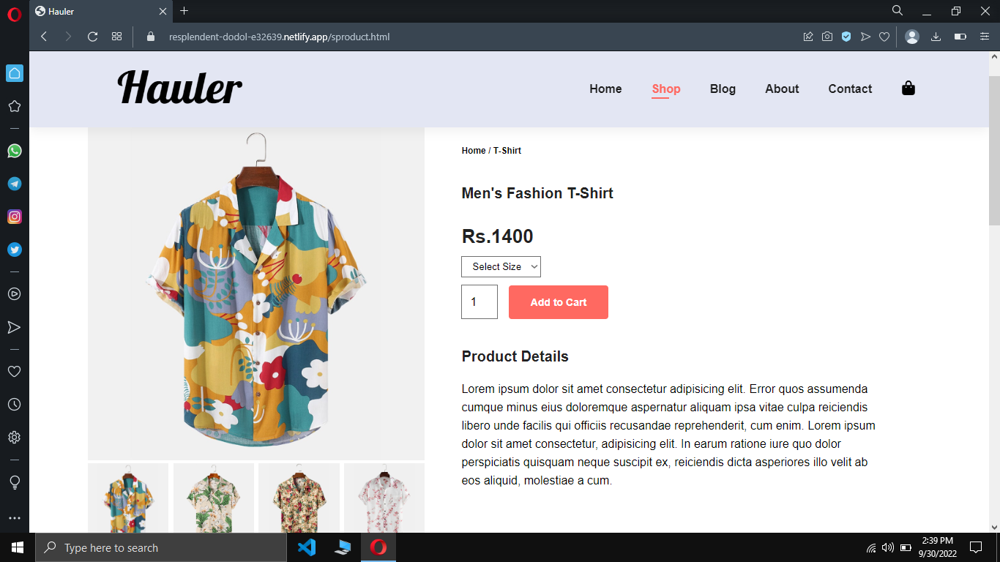 Hauler
resplendent-dodol-e32639.netlify.app/sproduct.html
Hauler
Home
Shop
Blog
About
Contact
Home / T-Shirt
Men's Fashion T-Shirt
Rs.1400
Select Size
1
Add to Cart
Product Details
Lorem ipsum dolor sit amet consectetur adipisicing elit. Error quos assumenda
cumque minus eius doloremque aspernatur aliquam ipsa vitae culpa reiciendis
libero unde facilis qui officiis recusandae reprehenderit, cum enim. Lorem ipsum
dolor sit amet consectetur, adipisicing elit. In earum ratione iure quo dolor
perspiciatis quisquam neque suscipit ex, reiciendis dicta asperiores illo velit ab
eos aliquid, molestiae a cum.
Type here to search
2:39 PM
9/30/2022